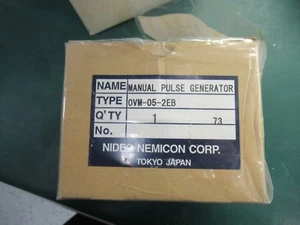 NAME MANUAL PULSE GENERATOR
TYPE OVM-05-2EB
Q'TY 1 73
No.
NIDEC NEMICON CORP.
TOKYO JAPAN